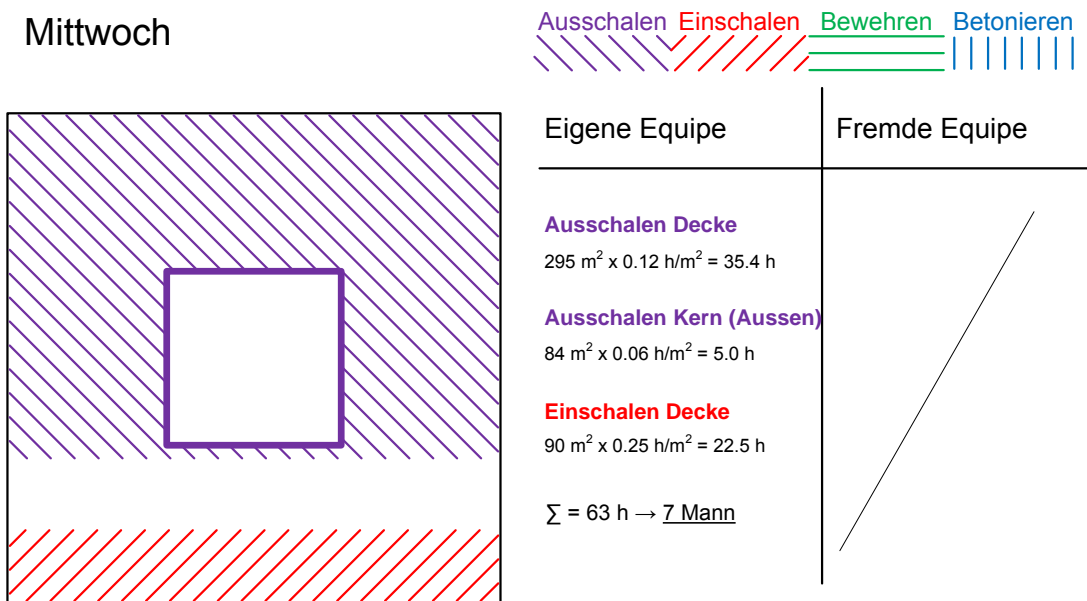 Mittwoch
Ausschalen Einschalen Bewehren Betonieren
Eigene Equipe
Fremde Equipe
Ausschalen Decke
295 m² x 0.12 h/m² = 35.4 h
Ausschalen Kern (Aussen)
84 m² x 0.06 h/m² = 5.0 h
Einschalen Decke
90 m² x 0.25 h/m² = 22.5 h
∑ = 63 h → 7 Mann